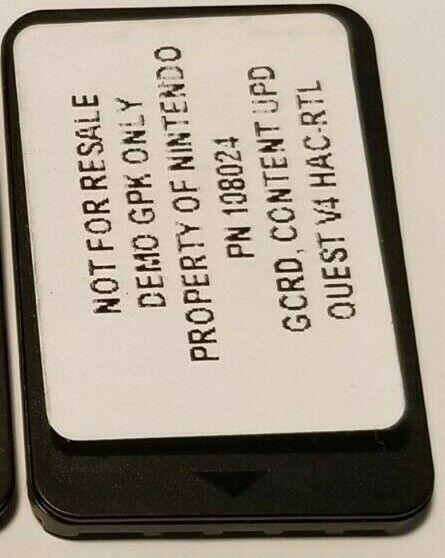 NOT FOR RESALE
DEMO GPK ONLY
PROPERTY OF NINTENDO
PN 108024
GCRD, CONTENT UPD
QUEST V4 HAC-RTL